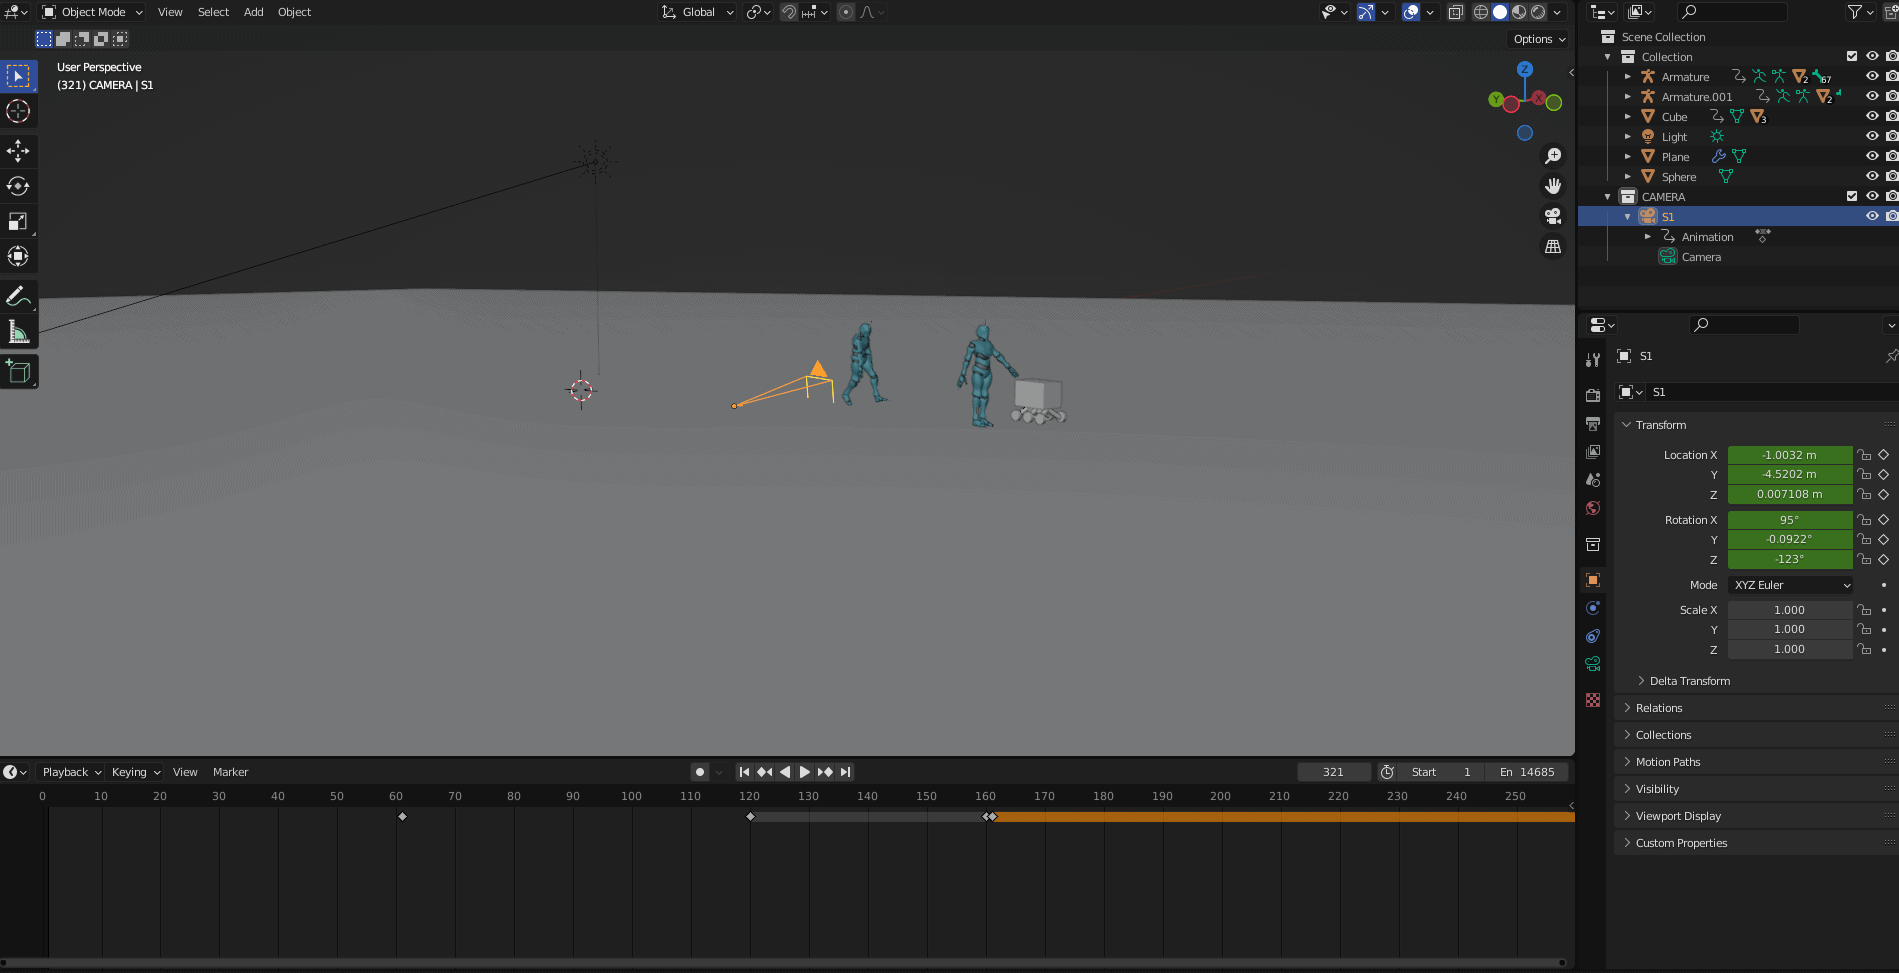 Object Mode View Select Add Object Global
Options
User Perspective
(321) CAMERA | S1
Z
Y
X
Scene Collection
Collection
Armature 2 67
Armature.001 2
Cube 3
Light
Plane
Sphere
CAMERA
S1
Animation
Camera
S1
S1
Transform
Location X -1.0032 m
Y -4.5202 m
Z 0.007108 m
Rotation X 95°
Y -0.0922°
Z -123°
Mode XYZ Euler
Scale X 1.000
Y 1.000
Z 1.000
Delta Transform
Relations
Collections
Motion Paths
Visibility
Viewport Display
Custom Properties
Playback Keying View Marker 321 Start 1 En 14685
0 10 20 30 40 50 60 70 80 90 100 110 120 130 140 150 160 170 180 190 200 210 220 230 240 250